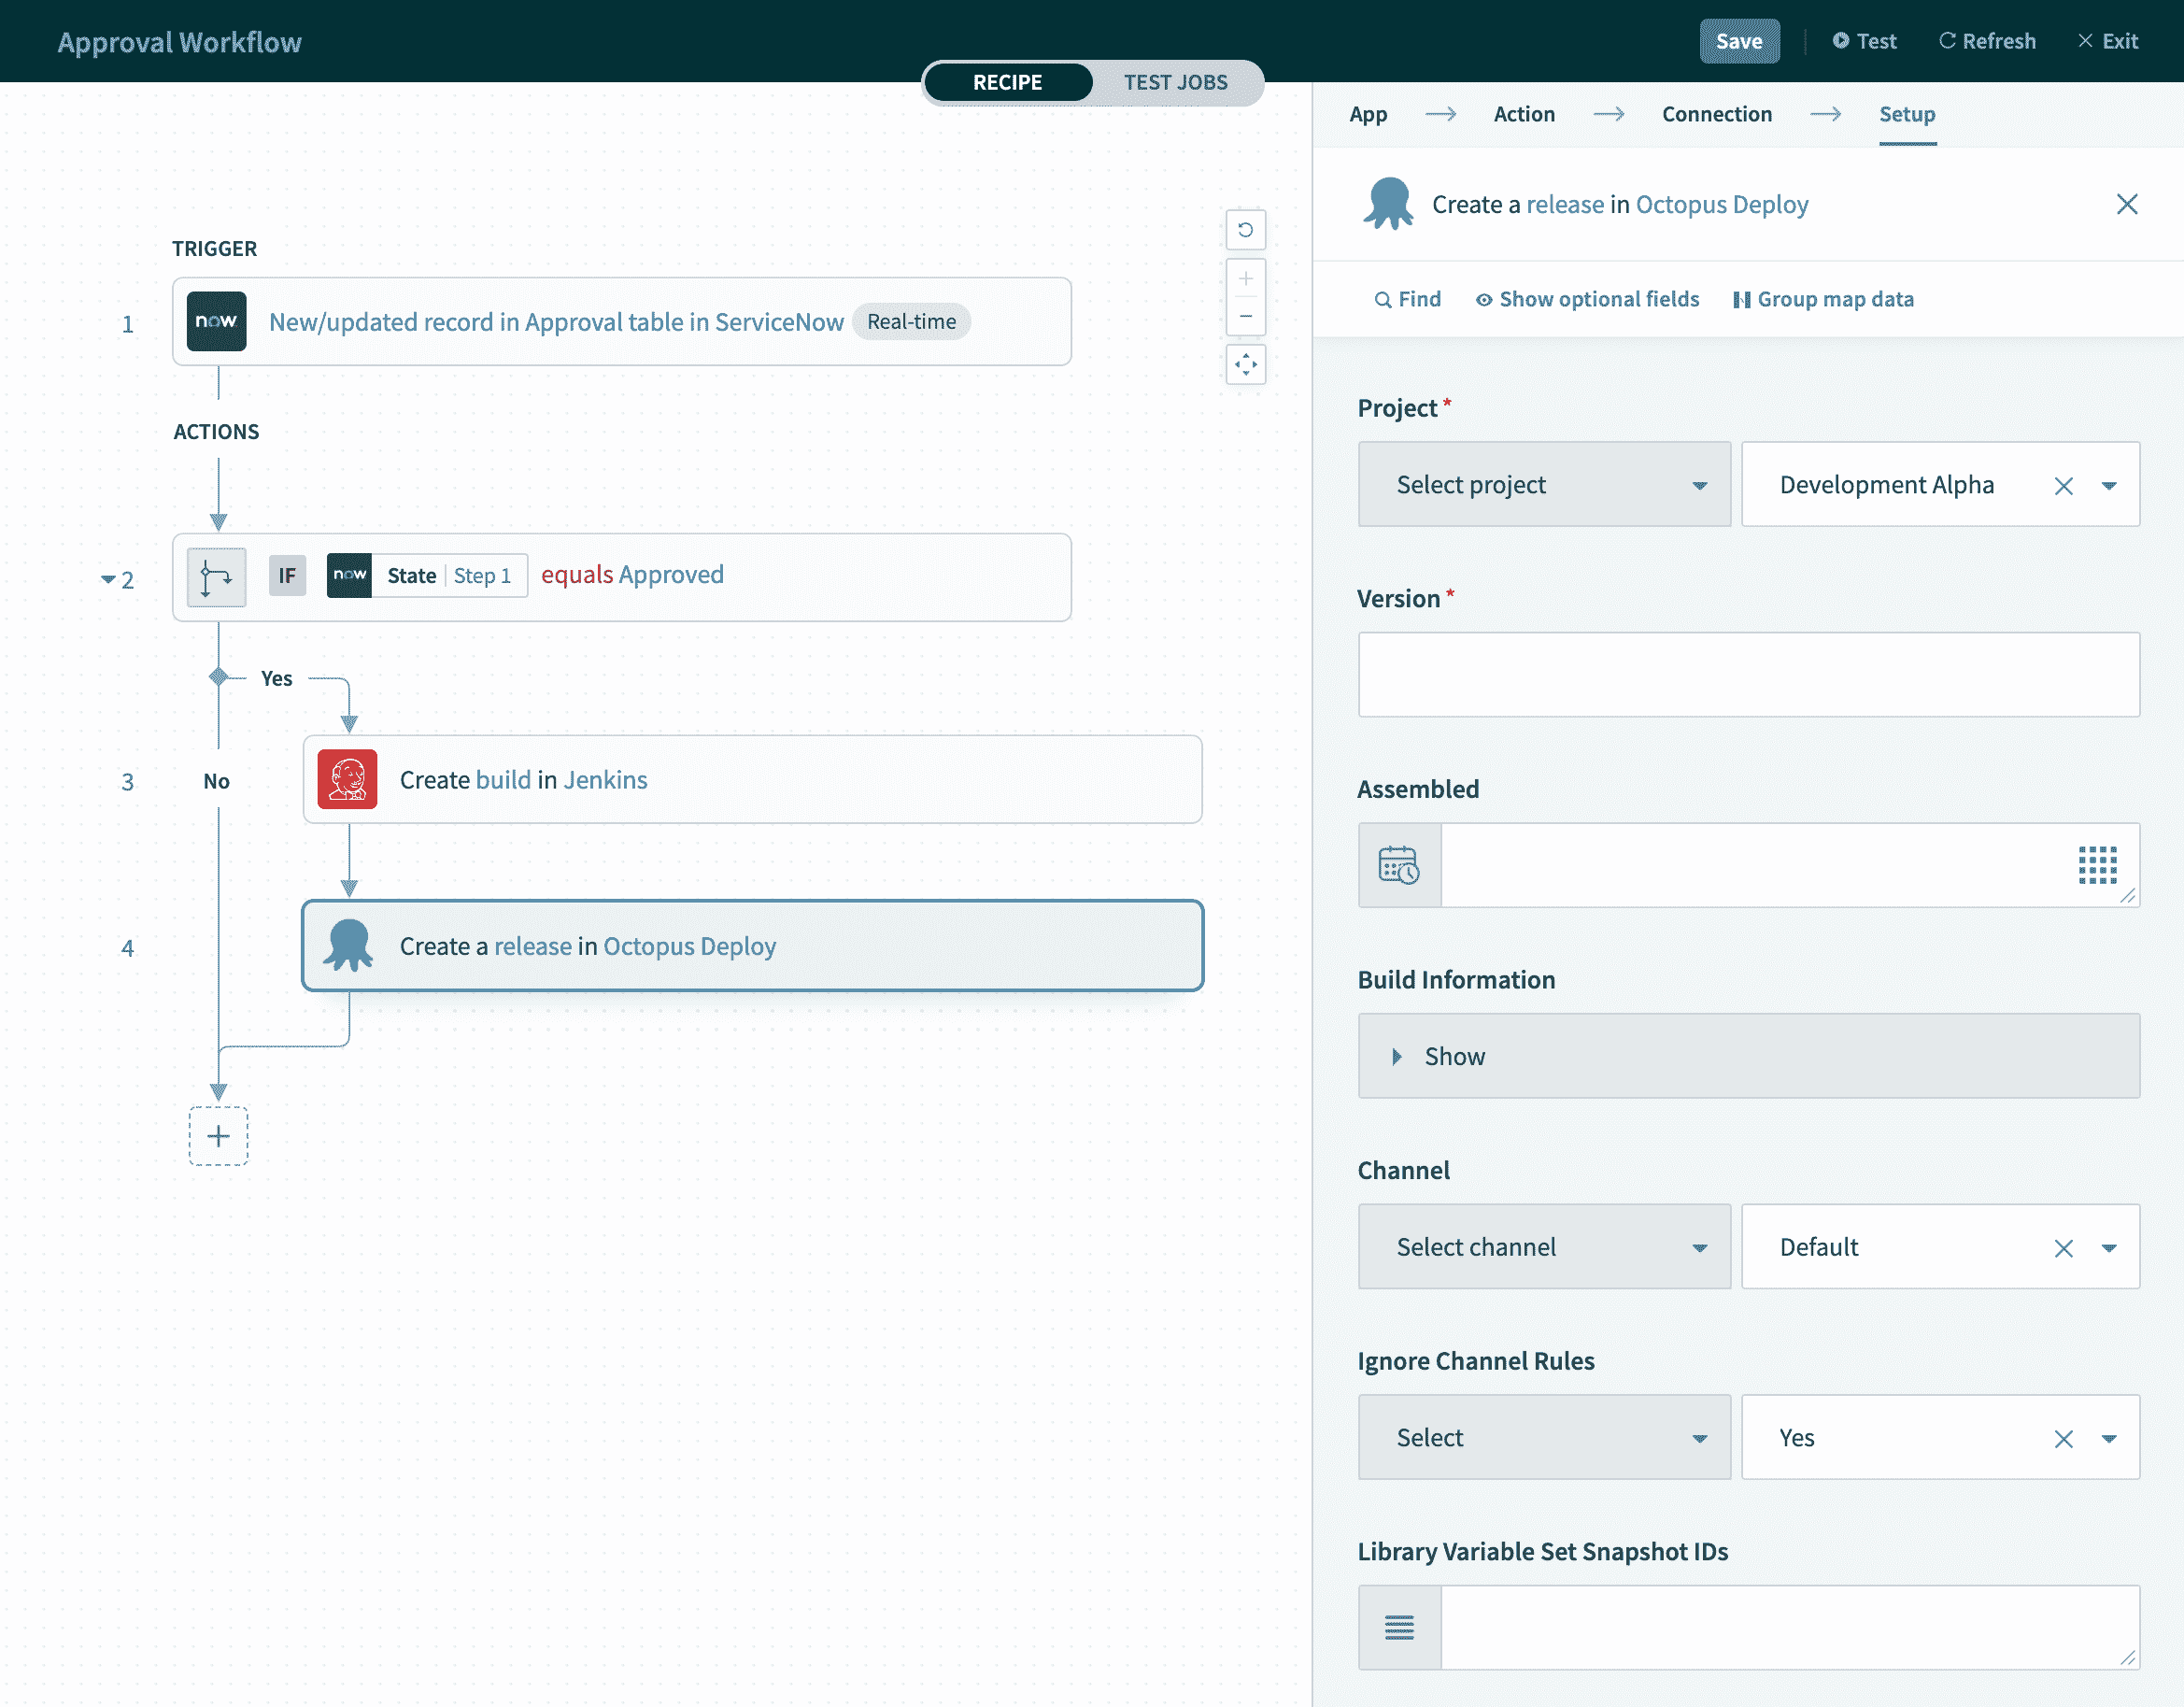 Approval Workflow
Save
Test
Refresh
Exit
RECIPE
TEST JOBS
App
Action
Connection
Setup
Create a release in Octopus Deploy
Find
Show optional fields
Group map data
TRIGGER
1
now
New/updated record in Approval table in ServiceNow
Real-time
ACTIONS
2
IF
now
State
Step 1
equals Approved
Yes
3
No
Create build in Jenkins
4
Create a release in Octopus Deploy
Project *
Select project
Development Alpha
Version *
Assembled
Build Information
Show
Channel
Select channel
Default
Ignore Channel Rules
Select
Yes
Library Variable Set Snapshot IDs